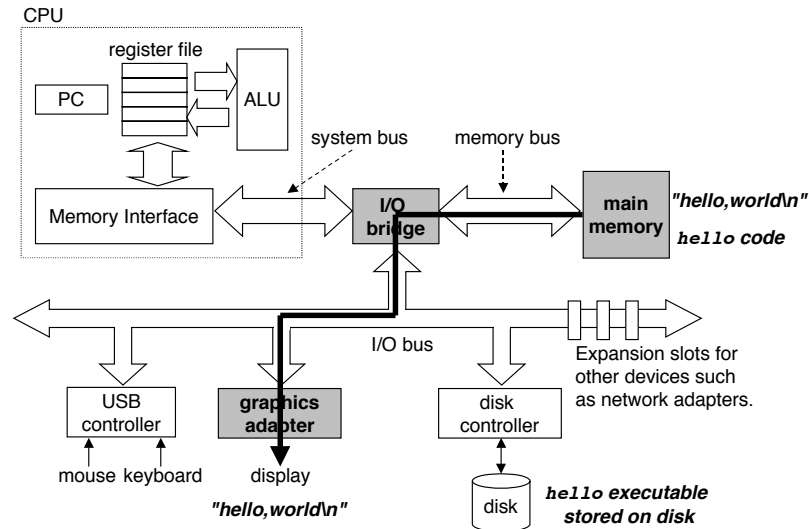 CPU
register file
PC
ALU
system bus
memory bus
Memory Interface
I/O
bridge
main
memory
"hello,world\n"
hello code
I/O bus
Expansion slots for
other devices such
as network adapters.
USB
controller
graphics
adapter
disk
controller
mouse keyboard
display
"hello,world\n"
disk
hello executable
stored on disk